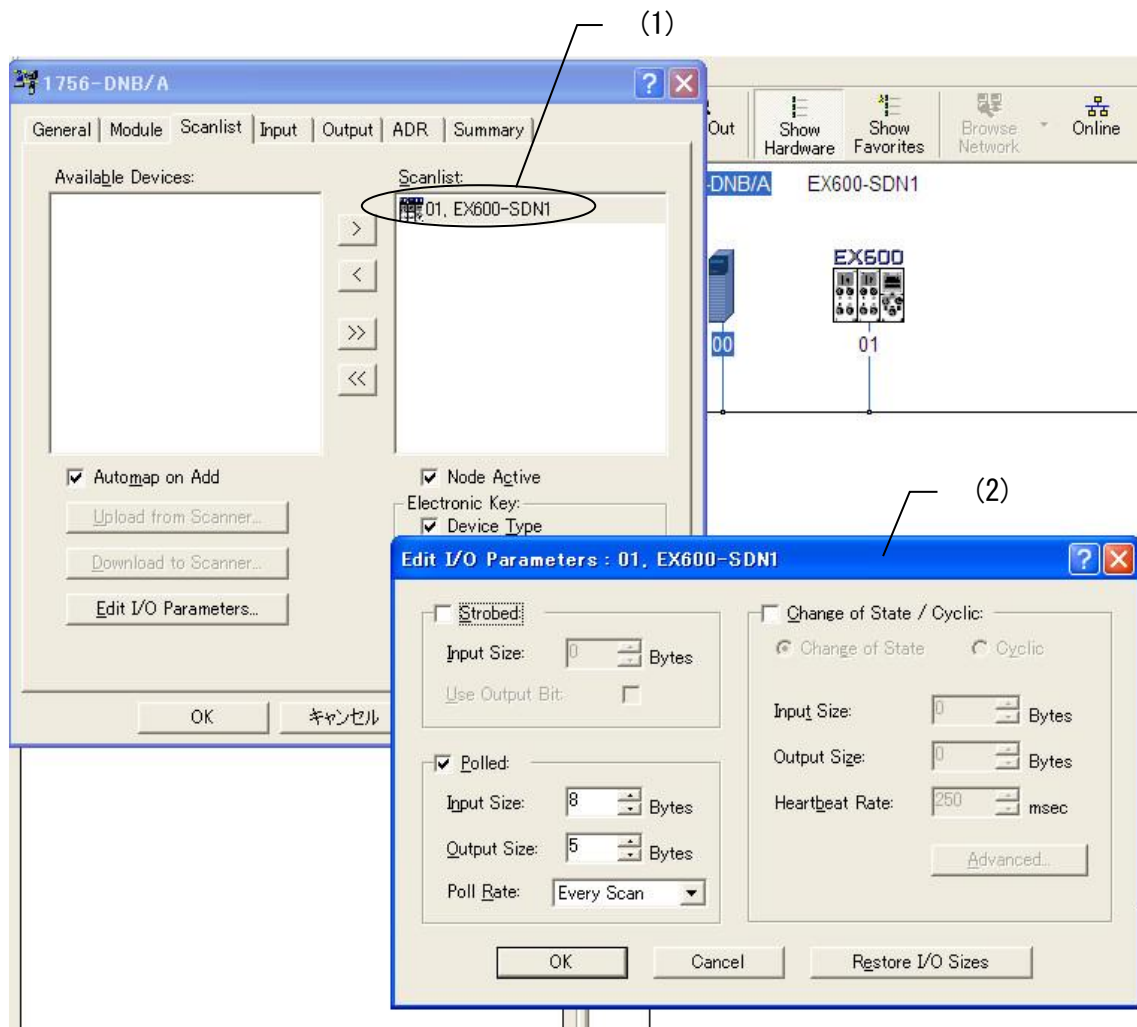 (1)
1756-DNB/A
General Module Scanlist Input Output ADR Summary
Available Devices:
Scanlist:
01, EX600-SDN1
>
<
>>
<<
Automap on Add
Upload from Scanner...
Download to Scanner...
Edit I/O Parameters...
Node Active
Electronic Key:
Device Type
OK
キャンセル
Out
Show Hardware
Show Favorites
Browse Network
Online
-DNB/A
EX600-SDN1
EX600
00
01
(2)
Edit I/O Parameters : 01, EX600-SDN1
Strobed:
Input Size: 0 Bytes
Use Output Bit:
Polled:
Input Size: 8 Bytes
Output Size: 5 Bytes
Poll Rate: Every Scan
Change of State / Cyclic:
Change of State Cyclic
Input Size: 0 Bytes
Output Size: 0 Bytes
Heartbeat Rate: 250 msec
Advanced...
OK
Cancel
Restore I/O Sizes